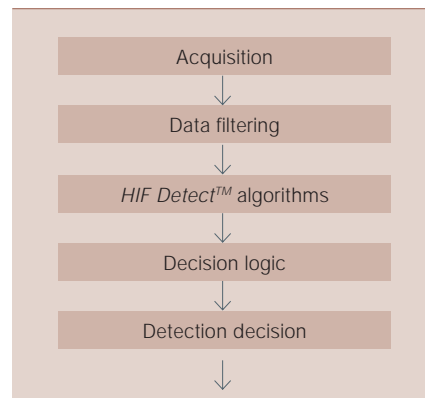 Acquisition
Data filtering
HIF Detect™ algorithms
Decision logic
Detection decision